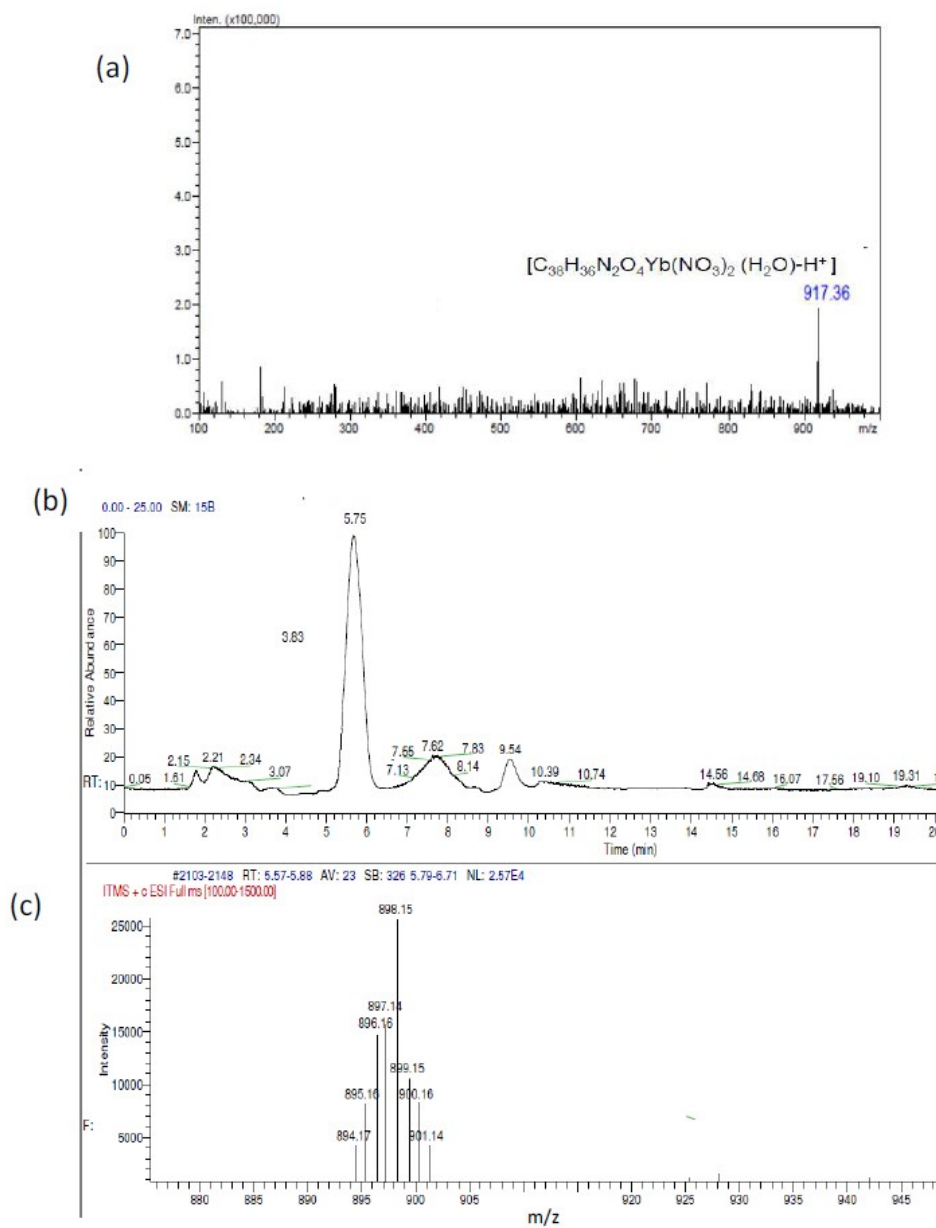 Inten. (x100,000)
7.0
(a)
6.0
5.0
4.0
3.0
[C38H36N2O4Yb(NO3)2 (H2O)-H+]
917.36
2.0
1.0
0.0
100 200 300 400 500 600 700 800 900 m/z
(b)
0.00 - 25.00 SM: 15B
5.75
100
90
80
70
3.83
60
50
40
30
Relative Abundance
20
10
0
2.15 2.21 2.34 7.65 7.62 7.83 9.54
RT: 0.05 1.61 3.07 7.13 8.14 10.39 10.74 14.56 14.68 16.07 17.56 19.10 19.31
0 1 2 3 4 5 6 7 8 9 10 11 12 13 14 15 16 17 18 19 20
Time (min)
#2103-2148 RT: 5.57-5.88 AV: 23 SB: 326 5.79-6.71 NL: 2.57E4
ITMS + c ESI Full ms [100.00-1500.00]
(c)
898.15
25000
20000
897.14
896.16
15000
Intensity
899.15
10000
895.16 900.16
F:
5000
894.17 901.14
880 885 890 895 900 905 920 925 930 935 940 945
m/z